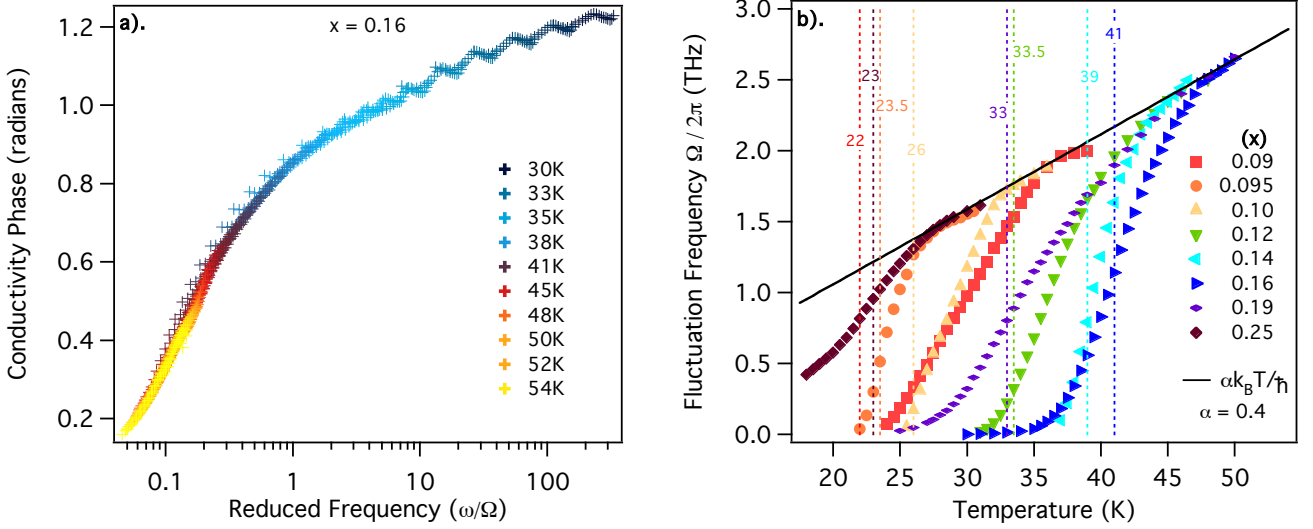 a).
x = 0.16
Conductivity Phase (radians)
1.2
1.0
0.8
0.6
0.4
0.2
30K
33K
35K
38K
41K
45K
48K
50K
52K
54K
0.1
1
10
100
Reduced Frequency (ω/Ω)
b).
Fluctuation Frequency Ω / 2π (THz)
3.0
2.5
2.0
1.5
1.0
0.5
0.0
41
33.5
23
39
23.5
33
22
26
(x)
0.09
0.095
0.10
0.12
0.14
0.16
0.19
0.25
αk_BT/ħ
α = 0.4
20
25
30
35
40
45
50
Temperature (K)